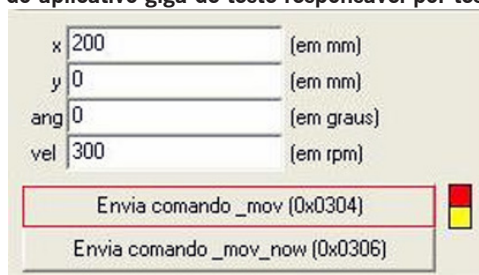 do aplicativo giga de teste responsável por tes
x 200 (em mm)
y 0 (em mm)
ang 0 (em graus)
vel 300 (em rpm)
Envia comando _mov (0x0304)
Envia comando _mov_now (0x0306)